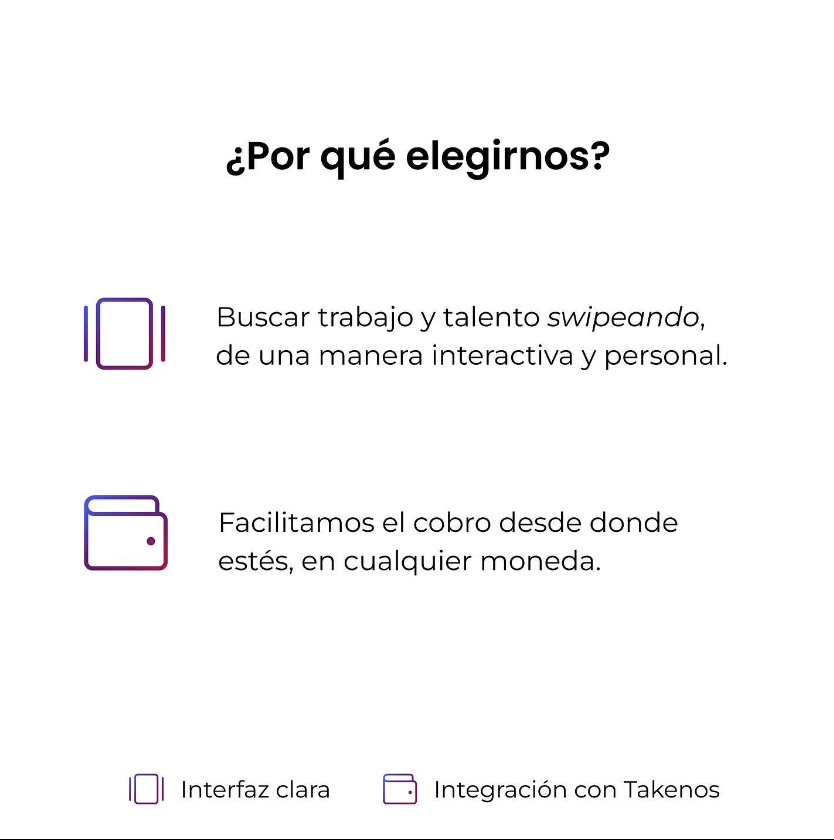 ¿Por qué elegirnos?
Buscar trabajo y talento swipeando,
de una manera interactiva y personal.
Facilitamos el cobro desde donde
estés, en cualquier moneda.
Interfaz clara
Integración con Takenos